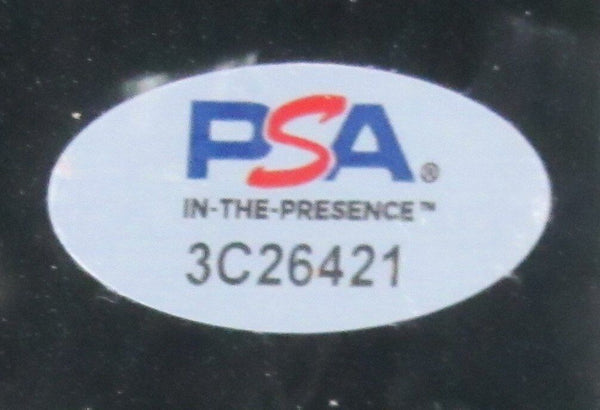 PSA®
IN-THE-PRESENCE™
3C26421